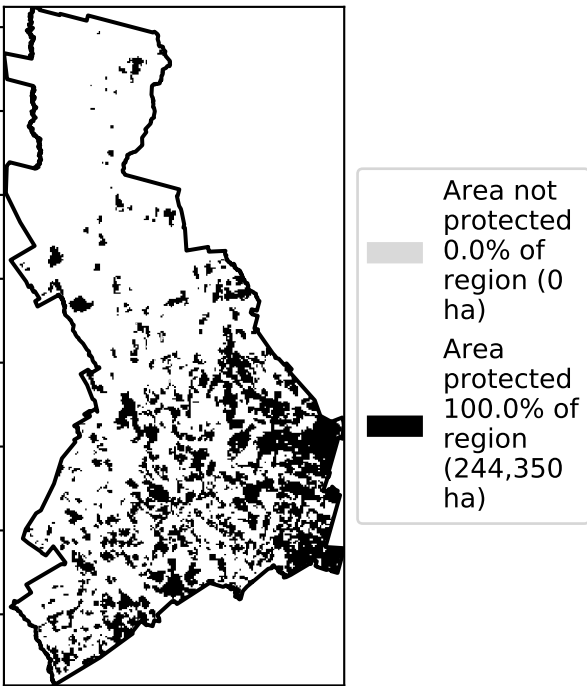 Area not
protected
0.0% of
region (0
ha)
Area
protected
100.0% of
region
(244,350
ha)